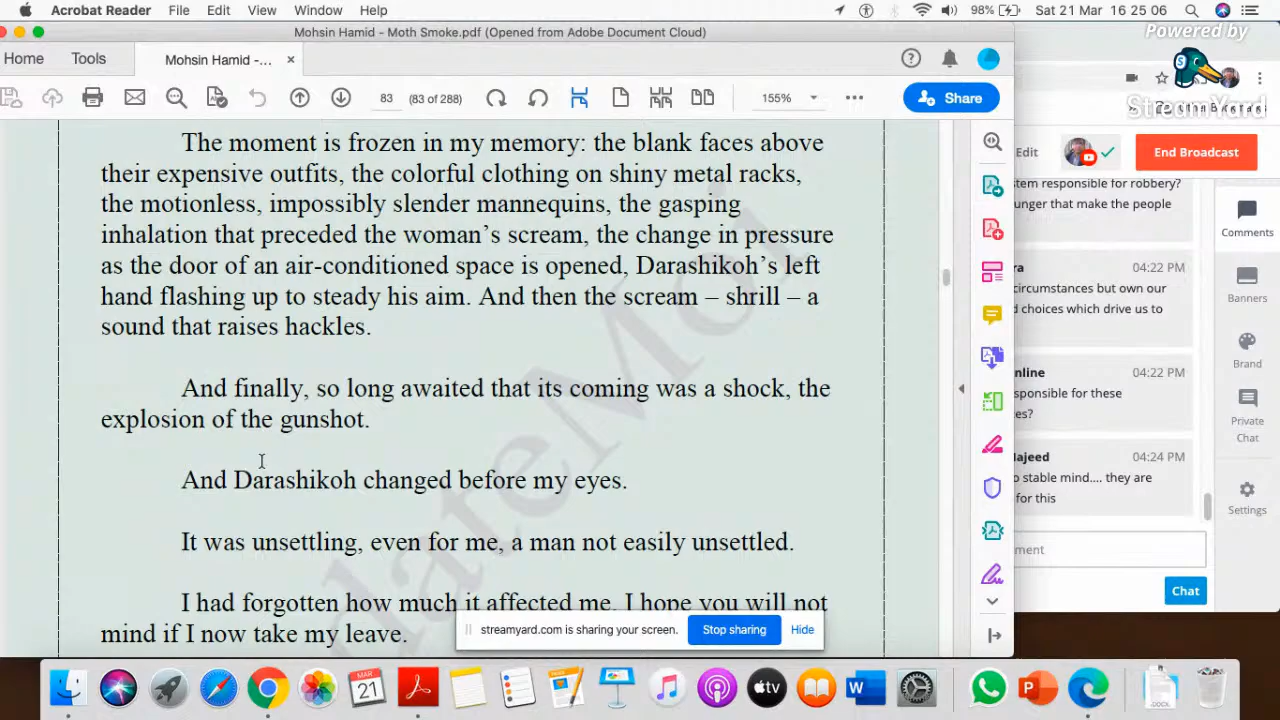 Acrobat Reader File Edit View Window Help 98% Sat 21 Mar 16 25 06
Mohsin Hamid - Moth Smoke.pdf (Opened from Adobe Document Cloud)
Powered by
StreamYard
Home Tools Mohsin Hamid -... ×
83 (83 of 288) 155% Share
The moment is frozen in my memory: the blank faces above
their expensive outfits, the colorful clothing on shiny metal racks,
the motionless, impossibly slender mannequins, the gasping
inhalation that preceded the woman's scream, the change in pressure
as the door of an air-conditioned space is opened, Darashikoh's left
hand flashing up to steady his aim. And then the scream – shrill – a
sound that raises hackles.
And finally, so long awaited that its coming was a shock, the
explosion of the gunshot.
And Darashikoh changed before my eyes.
It was unsettling, even for me, a man not easily unsettled.
I had forgotten how much it affected me. I hope you will not
mind if I now take my leave.
streamyard.com is sharing your screen. Stop sharing Hide
Edit End Broadcast
stem responsible for robbery?
unger that make the people
ra 04:22 PM
circumstances but own our
d choices which drive us to
nline 04:22 PM
sponsible for these
es?
Majeed 04:24 PM
o stable mind.... they are
for this
ment
Chat
Comments
Banners
Brand
Private
Chat
Settings
MAR
21
tv
W
P
DOCX